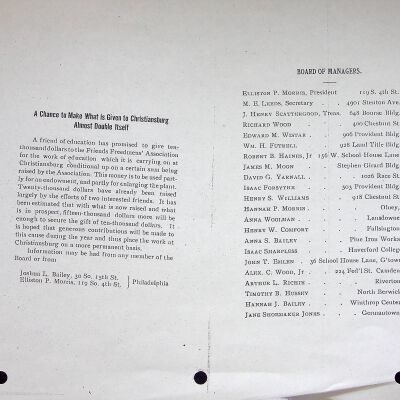 A Chance to Make What is Given to Christiansburg
Almost Double Itself
A friend of education has promised to give ten-
thousand dollars to the Friends Freedmens' Association
for the work of education which it is carrying on at
Christiansburg conditional upon a certain sum being
raised by the Association. This money is to be used part-
ly for an endowment, and partly for enlarging the plant.
Twenty-thousand dollars have already been raised
largely by the efforts of two interested friends. It has
been estimated that with what is now raised and what
is in prospect, fifteen-thousand dollars more will be
enough to secure the gift of ten-thousand dollars. It
is hoped that generous contributions will be made to
this cause during the year and thus place the work at
Christiansburg on a more permanent basis.
Information may be had from any member of the
Board or from
Joshua L. Bailey, 30 So. 15th St.
Elliston P. Morris, 119 So. 4th St.
Philadelphia
BOARD OF MANAGERS.
ELLISTON P. MORRIS, President 119 S. 4th St.
M. E. LEEDS, Secretary . . 4901 Stenton Ave.
J. HENRY SCATTERGOOD, Treas. 648 Bourse Bldg.
RICHARD WOOD . . . 400 Chestnut St.
EDWARD M. WISTAR . . 906 Provident Bldg.
WM. H. FUTRELL . . 928 Land Title Bldg.
ROBERT B. HAINES, Jr 156 W. School House Lane
JAMES M. MOON . . Stephen Girard Bldg.
DAVID G. YARNALL . . 1026 Race St.
ISAAC FORSYTHE . . 503 Provident Bldg.
HENRY S. WILLIAMS . . 918 Chestnut St.
HANNAH P. MORRIS . . . Olney,
ANNA WOOLMAN . . . Lansdowne
HENRY W. COMFORT . . . Fallsington
ANNA S. BAILEY . . . Pine Iron Works
ISAAC SHARPLESS . . Haverford College
JOHN T. EMLEN . 36 School House Lane, G'town
ALEX. C. WOOD, Jr . . 224 Fed'l St. Camden
ARTHUR L. RICHIE . . . Riverton
TIMOTHY B. HUSSEY . . North Berwick
HANNAH J. BAILEY . . Winthrop Center
JANE SHOEMAKER JONES . . Germantown